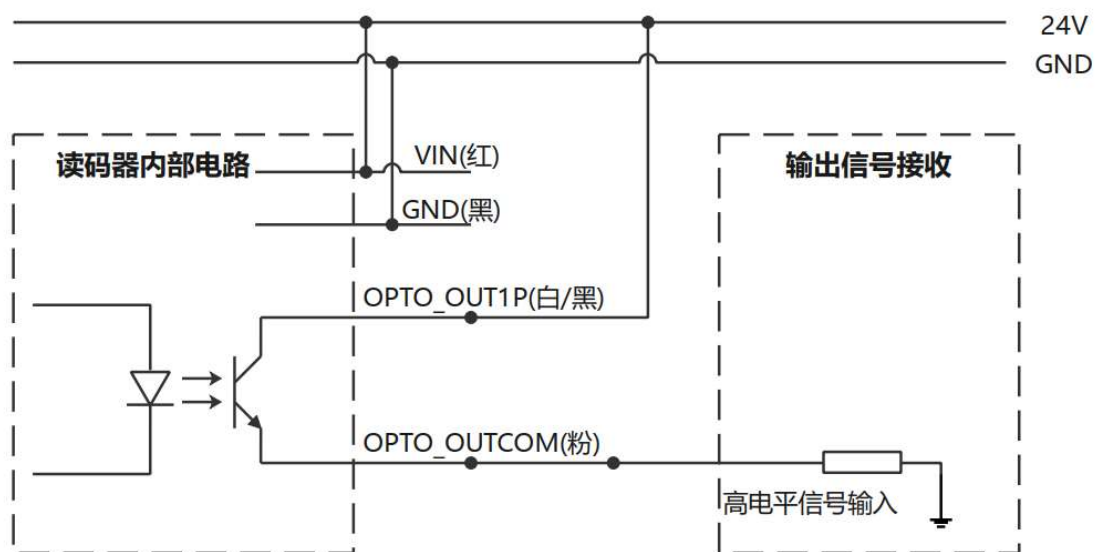 24V
GND
读码器内部电路
VIN(红)
输出信号接收
GND(黑)
OPTO_OUT1P(白/黑)
OPTO_OUTCOM(粉)
高电平信号输入